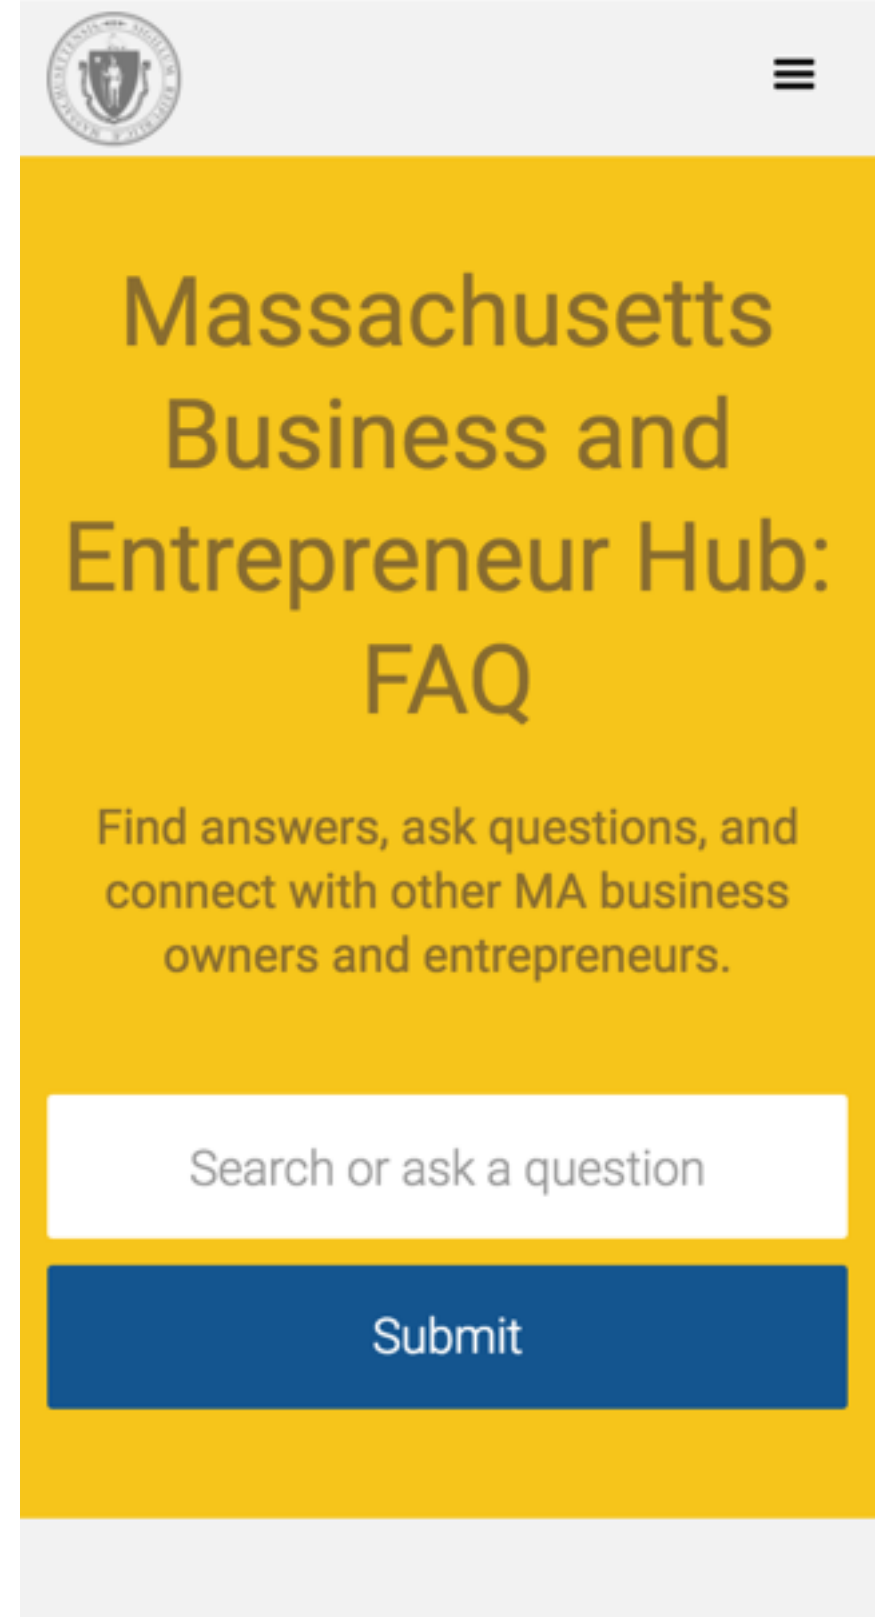 Massachusetts
Business and
Entrepreneur Hub:
FAQ
Find answers, ask questions, and
connect with other MA business
owners and entrepreneurs.
Search or ask a question
Submit